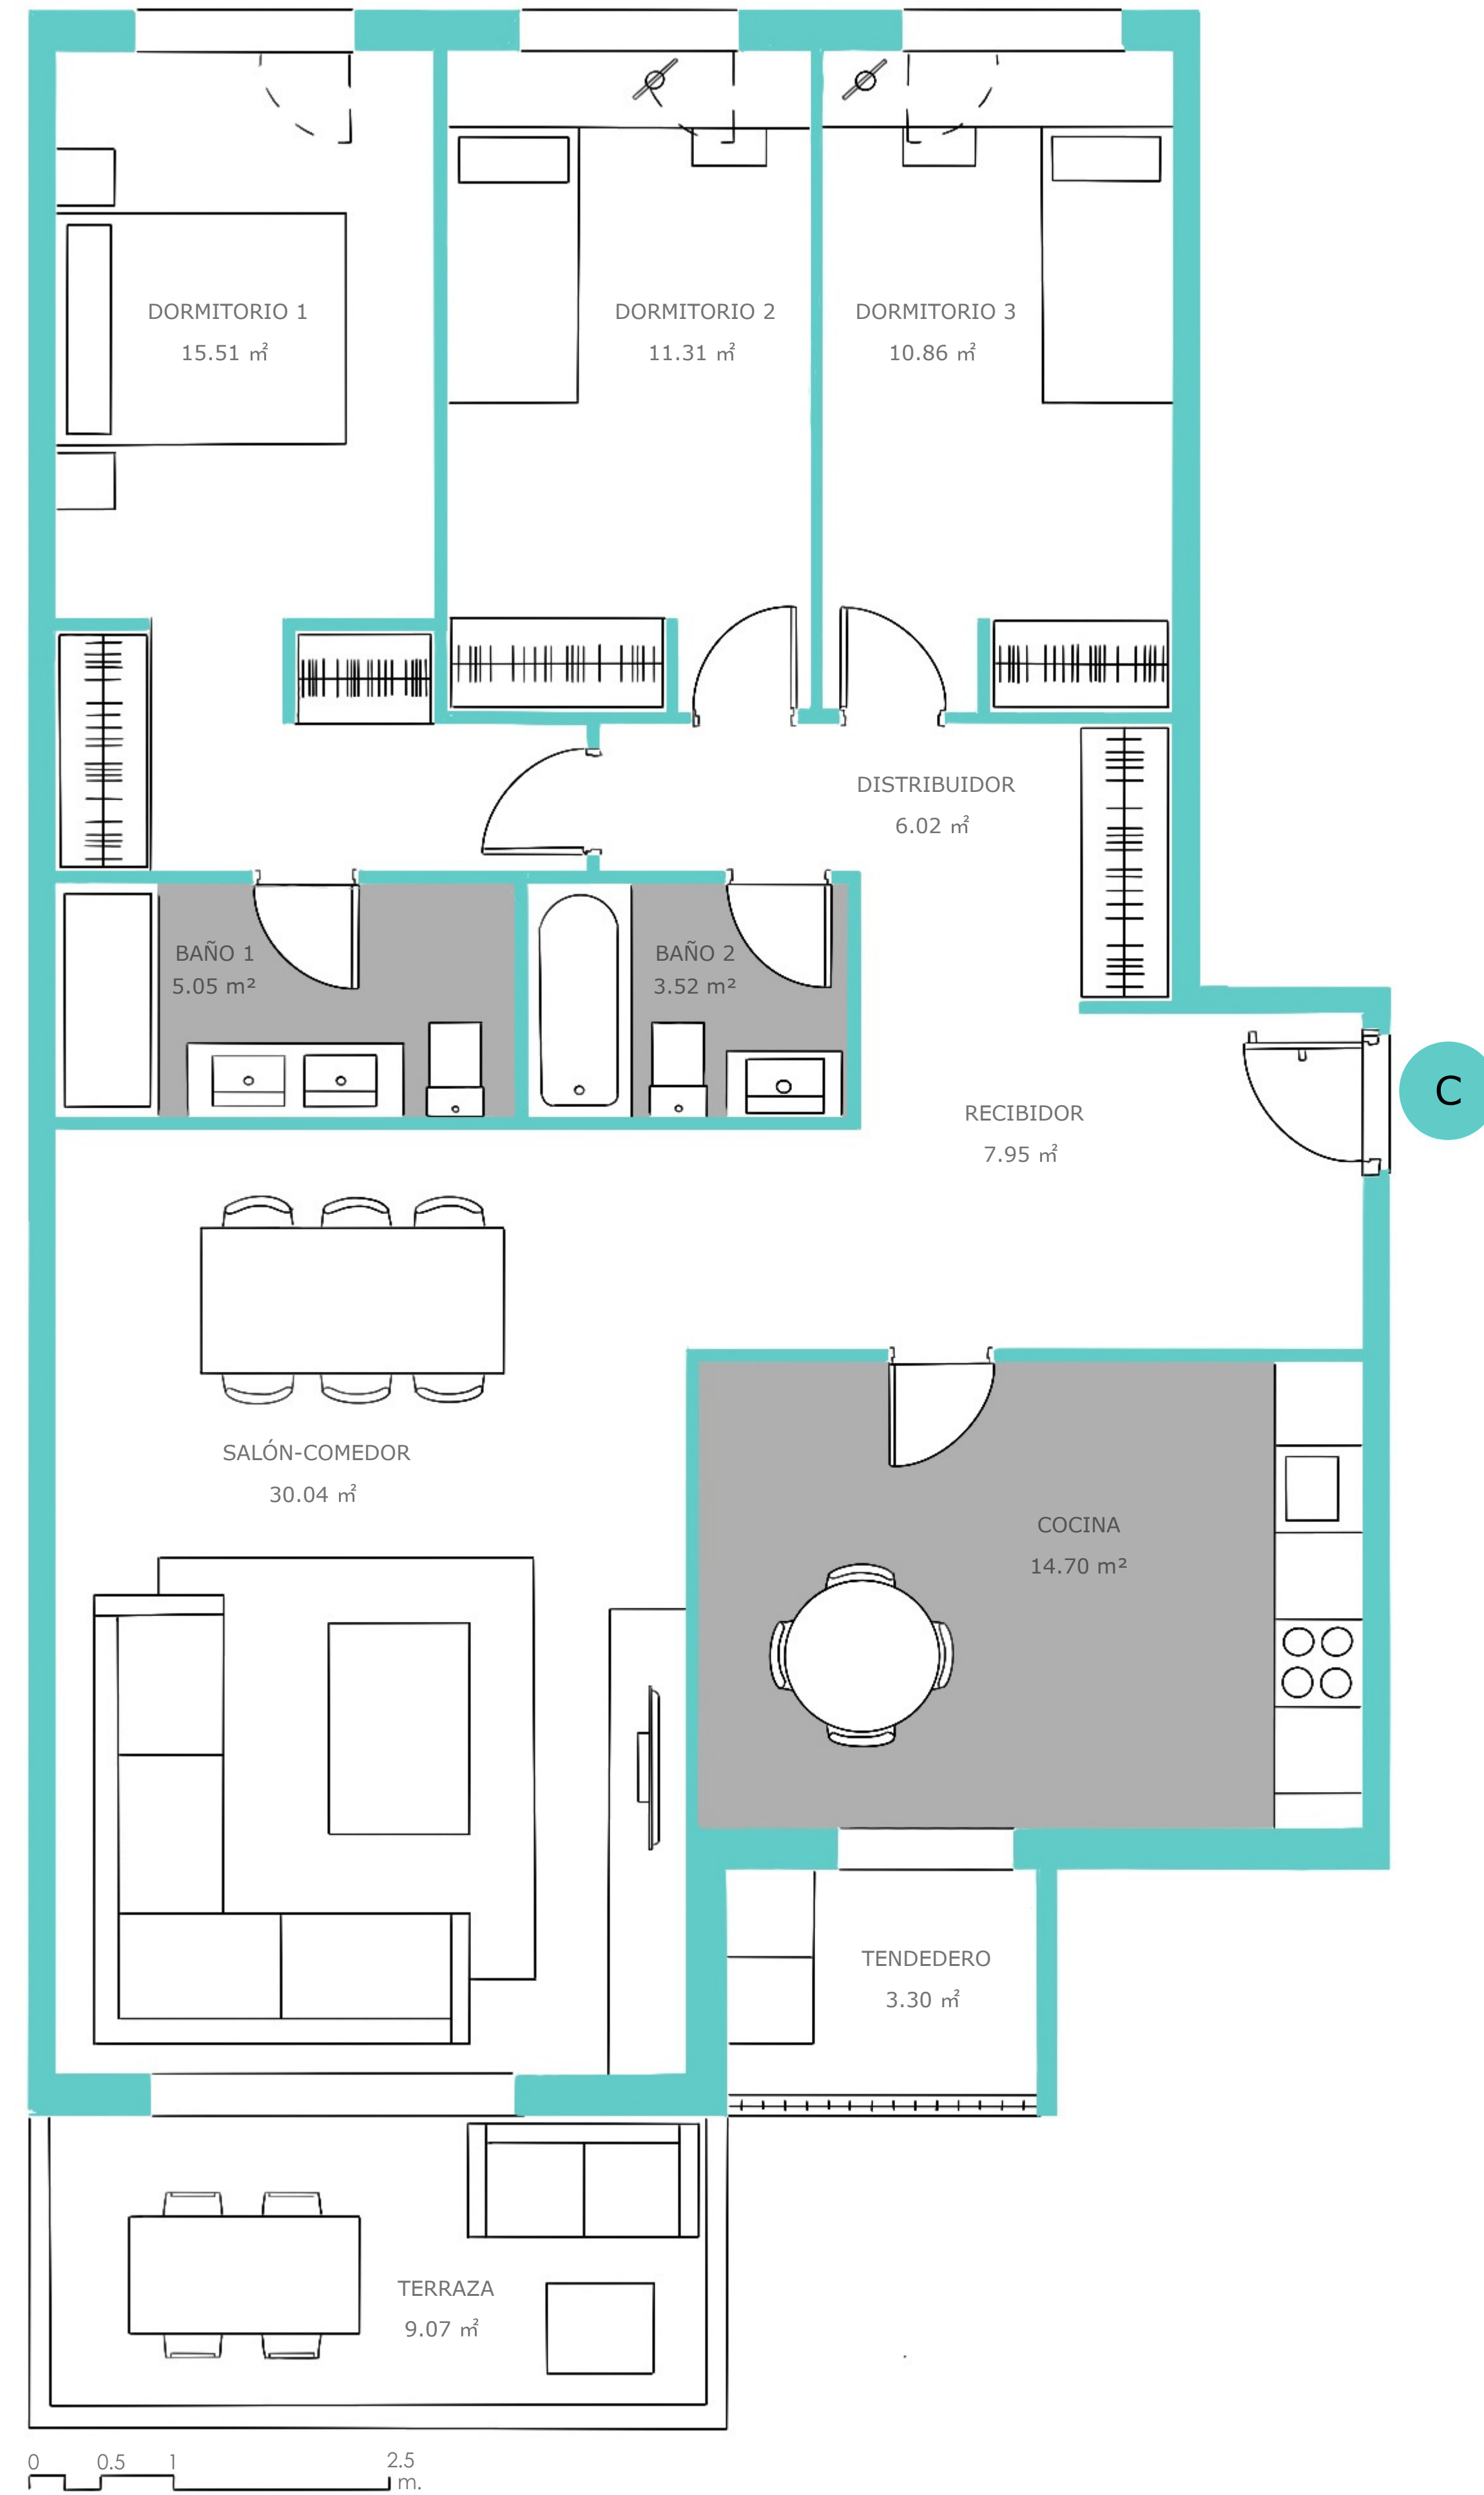 DORMITORIO 1
15.51 ㎡
DORMITORIO 2
11.31 ㎡
DORMITORIO 3
10.86 ㎡
DISTRIBUIDOR
6.02 ㎡
BAÑO 1
5.05 m²
BAÑO 2
3.52 m²
C
RECIBIDOR
7.95 ㎡
SALÓN-COMEDOR
30.04 ㎡
COCINA
14.70 m²
TENDEDERO
3.30 ㎡
TERRAZA
9.07 ㎡
0 0.5 1 2.5
m.